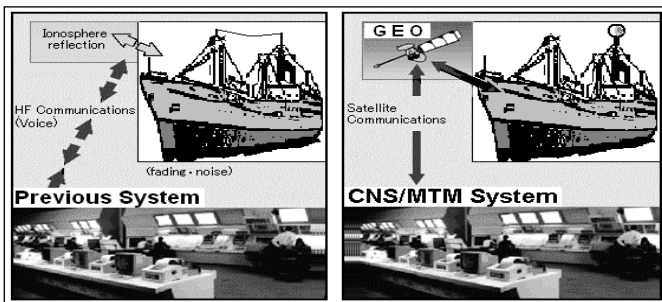 Ionosphere
reflection
HF Communications
(Voice)
(fading・noise)
Previous System
GEO
Satellite
Communications
CNS/MTM System